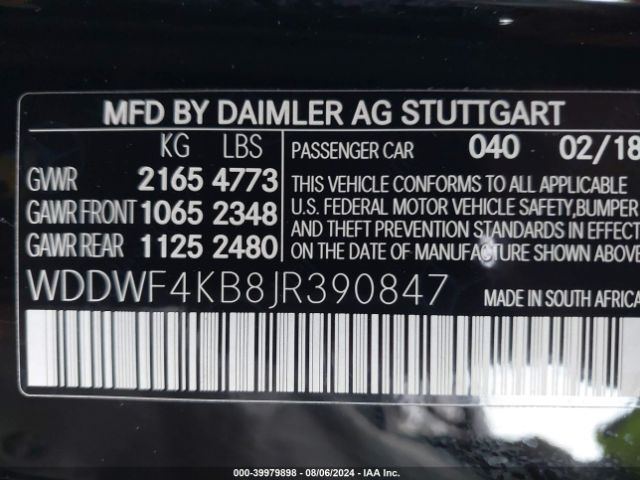 MFD BY DAIMLER AG STUTTGART
KG LBS
GVWR 2165 4773
GAWR FRONT 1065 2348
GAWR REAR 1125 2480
PASSENGER CAR 040 02/18
THIS VEHICLE CONFORMS TO ALL APPLICABLE
U.S. FEDERAL MOTOR VEHICLE SAFETY,BUMPER
AND THEFT PREVENTION STANDARDS IN EFFECT
ON THE DATE OF MANUFACTURE SHOWN ABOVE
WDDWF4KB8JR390847
MADE IN SOUTH AFRICA
000-39979898 - 08/06/2024 - IAAI.com